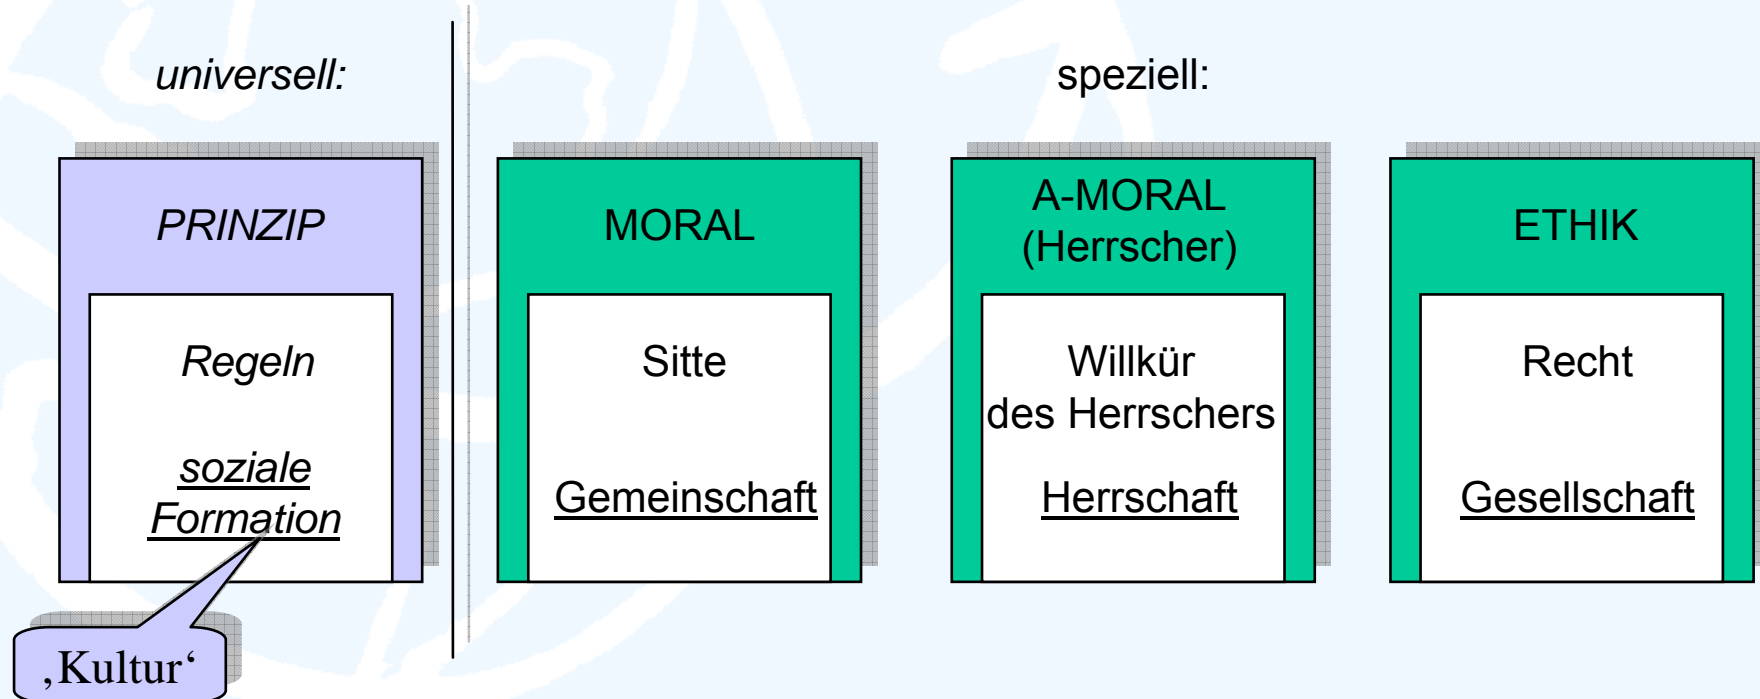 universell:
speziell:
PRINZIP
Regeln
soziale
Formation
‚Kultur‘
MORAL
Sitte
Gemeinschaft
A-MORAL
(Herrscher)
Willkür
des Herrschers
Herrschaft
ETHIK
Recht
Gesellschaft